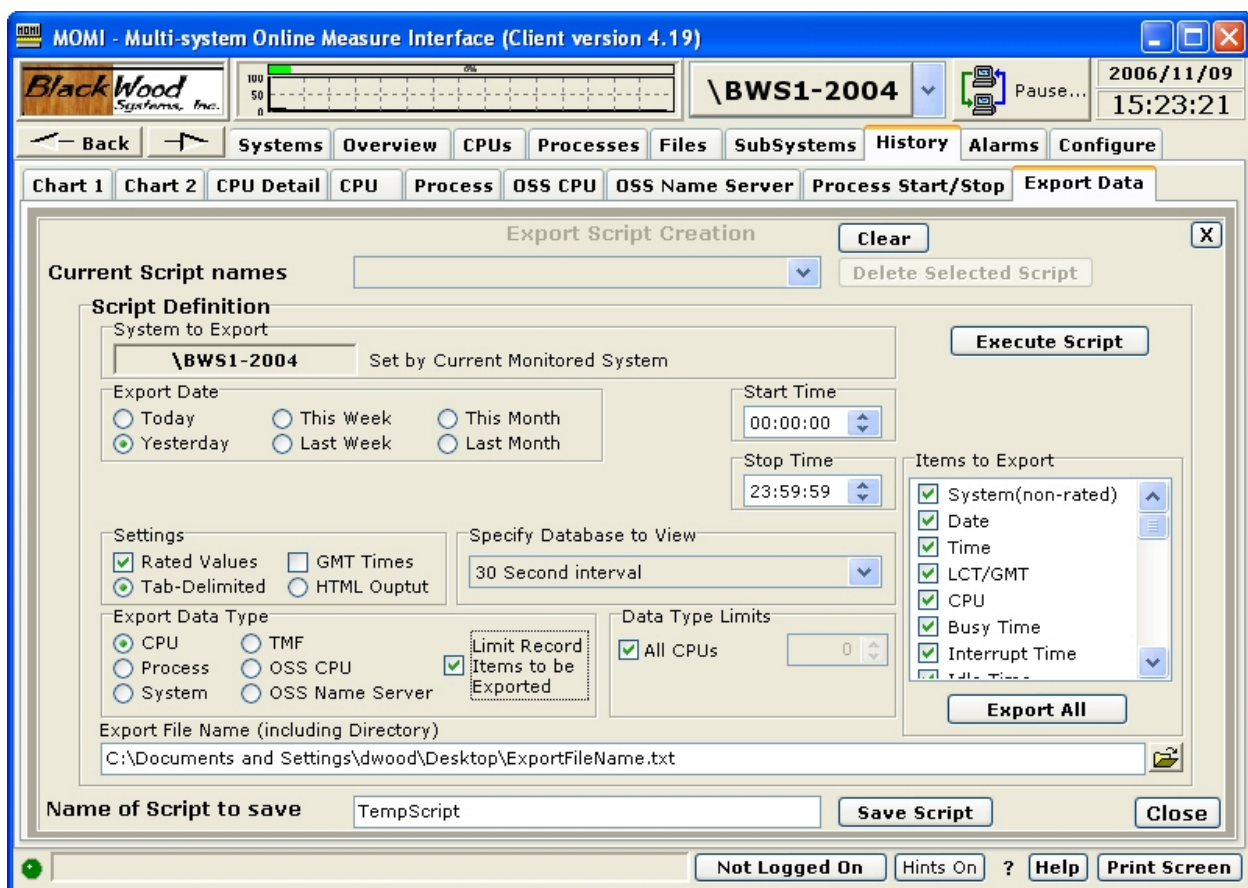 MOMI MOMI - Multi-system Online Measure Interface (Client version 4.19)
BlackWood Systems, Inc.
100
50
0
0%
\BWS1-2004
Pause...
2006/11/09
15:23:21
Back Systems Overview CPUs Processes Files SubSystems History Alarms Configure
Chart 1 Chart 2 CPU Detail CPU Process OSS CPU OSS Name Server Process Start/Stop Export Data
Export Script Creation Clear X
Current Script names Delete Selected Script
Script Definition
System to Export
\BWS1-2004 Set by Current Monitored System
Execute Script
Export Date
Today This Week This Month
Yesterday Last Week Last Month
Start Time
00:00:00
Stop Time
23:59:59
Items to Export
System(non-rated)
Date
Time
LCT/GMT
CPU
Busy Time
Interrupt Time
Idle Time
Export All
Settings
Rated Values GMT Times
Tab-Delimited HTML Ouptut
Specify Database to View
30 Second interval
Export Data Type
CPU TMF
Process OSS CPU
System OSS Name Server
Limit Record
Items to be
Exported
Data Type Limits
All CPUs 0
Export File Name (including Directory)
C:\Documents and Settings\dwood\Desktop\ExportFileName.txt
Name of Script to save TempScript Save Script Close
Not Logged On Hints On ? Help Print Screen